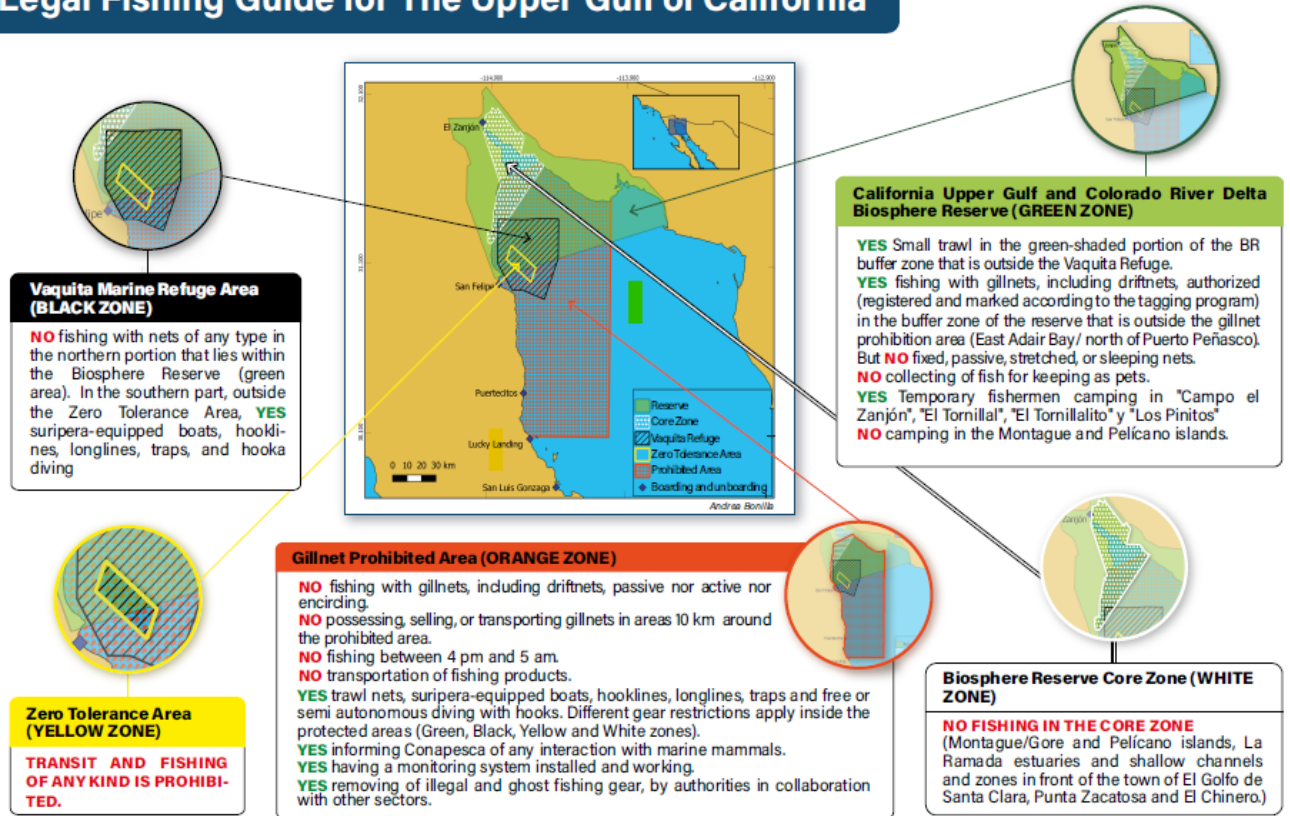 Legal Fishing Guide for The Upper Gulf of California
-114,900
-113,900
-112,900
El Zanjón
San Felipe
Puertecitos
Lucky Landing
San Luis Gonzaga
0 10 20 30 km
Reserve
Core Zone
Vaquita Refuge
Zero Tolerance Area
Prohibited Area
Boarding and unboarding
Andrea Bonilla
lipe
Vaquita Marine Refuge Area
(BLACK ZONE)
NO fishing with nets of any type in
the northern portion that lies within
the Biosphere Reserve (green
area). In the southern part, outside
the Zero Tolerance Area, YES
suripera-equipped boats, hookli-
nes, longlines, traps, and hooka
diving
California Upper Gulf and Colorado River Delta
Biosphere Reserve (GREEN ZONE)
YES Small trawl in the green-shaded portion of the BR
buffer zone that is outside the Vaquita Refuge.
YES fishing with gillnets, including driftnets, authorized
(registered and marked according to the tagging program)
in the buffer zone of the reserve that is outside the gillnet
prohibition area (East Adair Bay/ north of Puerto Peñasco).
But NO fixed, passive, stretched, or sleeping nets.
NO collecting of fish for keeping as pets.
YES Temporary fishermen camping in "Campo el
Zanjón", "El Tornillal", "El Tornillalito" y "Los Pinitos"
NO camping in the Montague and Pelícano islands.
Zero Tolerance Area
(YELLOW ZONE)
TRANSIT AND FISHING
OF ANY KIND IS PROHIBI-
TED.
Gillnet Prohibited Area (ORANGE ZONE)
NO fishing with gillnets, including driftnets, passive nor active nor
encircling.
NO possessing, selling, or transporting gillnets in areas 10 km around
the prohibited area.
NO fishing between 4 pm and 5 am.
NO transportation of fishing products.
YES trawl nets, suripera-equipped boats, hooklines, longlines, traps and free or
semi autonomous diving with hooks. Different gear restrictions apply inside the
protected areas (Green, Black, Yellow and White zones).
YES informing Conapesca of any interaction with marine mammals.
YES having a monitoring system installed and working.
YES removing of illegal and ghost fishing gear, by authorities in collaboration
with other sectors.
Zanjón
Biosphere Reserve Core Zone (WHITE
ZONE)
NO FISHING IN THE CORE ZONE
(Montague/Gore and Pelícano islands, La
Ramada estuaries and shallow channels
and zones in front of the town of El Golfo de
Santa Clara, Punta Zacatosa and El Chinero.)